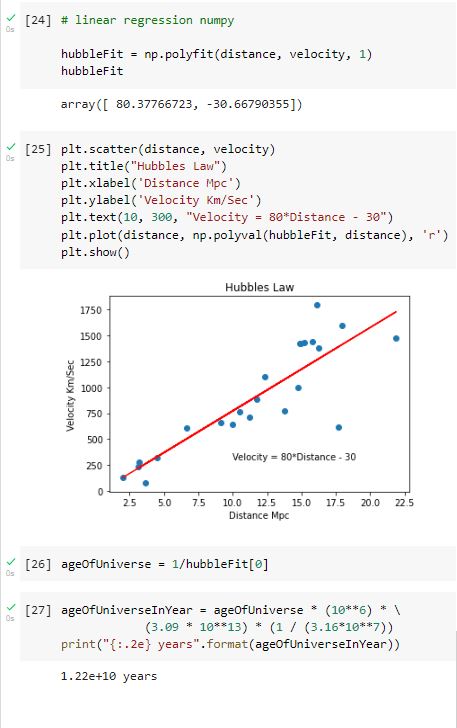 [24] # linear regression numpy
0s
hubbleFit = np.polyfit(distance, velocity, 1)
hubbleFit
array([ 80.37766723, -30.66790355])
[25] plt.scatter(distance, velocity)
0s
plt.title("Hubbles Law")
plt.xlabel('Distance Mpc')
plt.ylabel('Velocity Km/Sec')
plt.text(10, 300, "Velocity = 80*Distance - 30")
plt.plot(distance, np.polyval(hubbleFit, distance), 'r')
plt.show()
Hubbles Law
1750
1500
1250
1000
750
500
250
0
Velocity Km/Sec
Velocity = 80*Distance - 30
2.5 5.0 7.5 10.0 12.5 15.0 17.5 20.0 22.5
Distance Mpc
[26] ageOfUniverse = 1/hubbleFit[0]
0s
[27] ageOfUniverseInYear = ageOfUniverse * (10**6) * \
0s
(3.09 * 10**13) * (1 / (3.16*10**7))
print("{:.2e} years".format(ageOfUniverseInYear))
1.22e+10 years